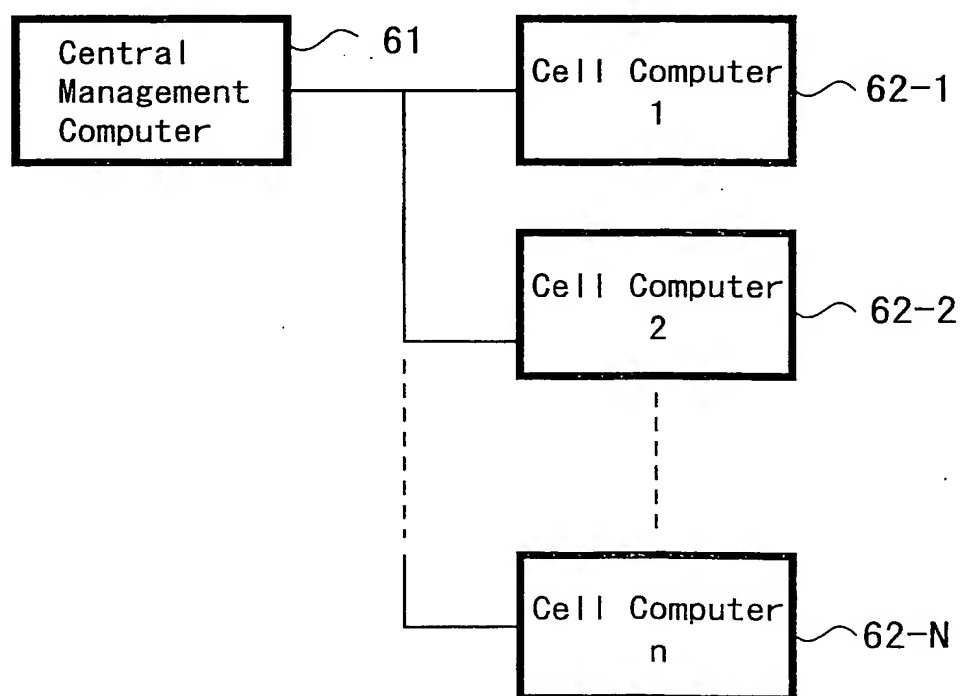 Central
Management
Computer
61
Cell Computer
1
62-1
Cell Computer
2
62-2
Cell Computer
n
62-N